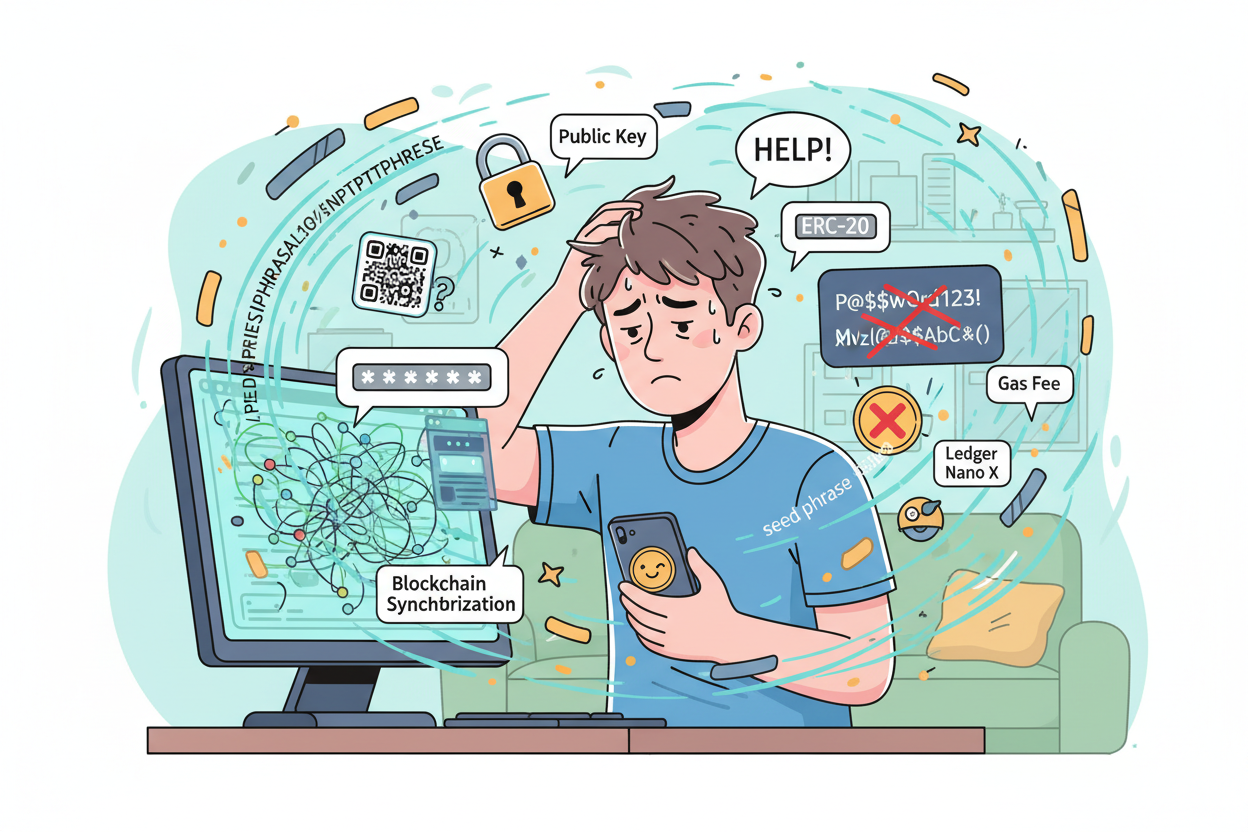 Public Key
HELP!
ERC-20
?
P@$$wOrd123!
* * * * * *
Gas Fee
Ledger
Nano X
seed phrase
Blockchain
Synchbrization